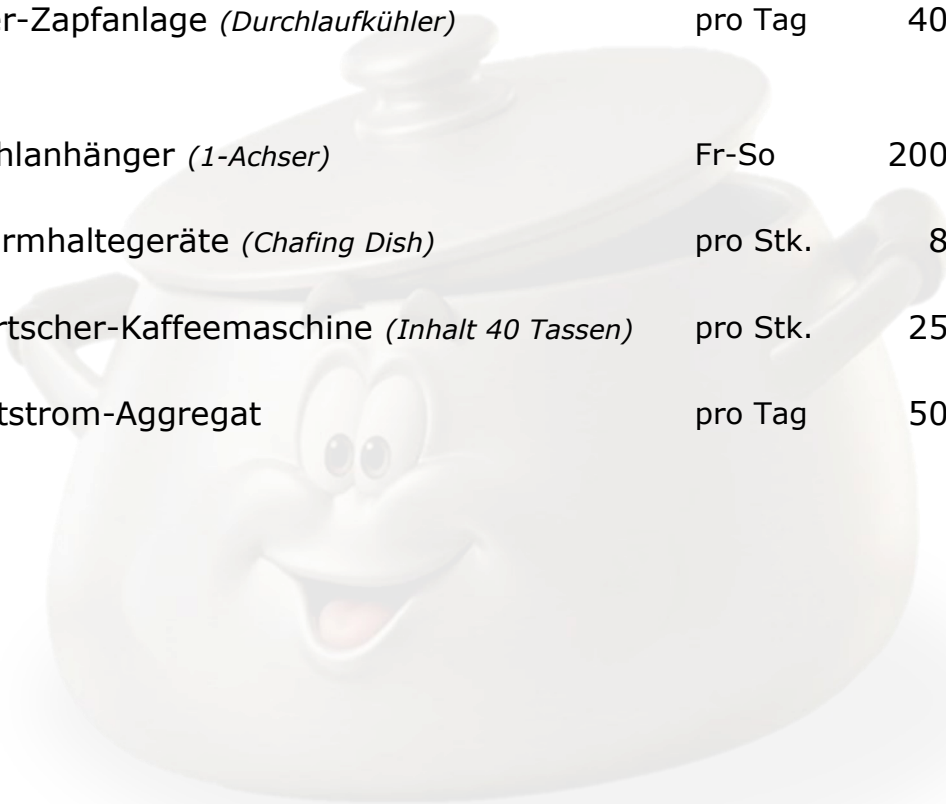 er-Zapfanlage (Durchlaufkühler) pro Tag 40
hlanhänger (1-Achser) Fr-So 200
rmhaltegeräte (Chafing Dish) pro Stk. 8
rtscher-Kaffeemaschine (Inhalt 40 Tassen) pro Stk. 25
tstrom-Aggregat pro Tag 50